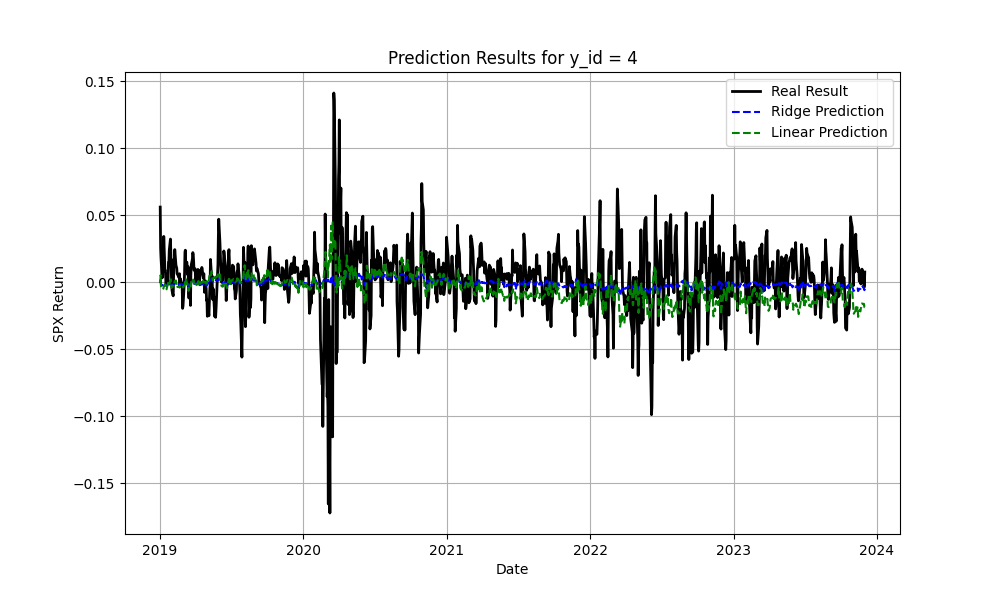 Prediction Results for y_id = 4
Real Result
Ridge Prediction
Linear Prediction
SPX Return
0.15
0.10
0.05
0.00
−0.05
−0.10
−0.15
2019 2020 2021 2022 2023 2024
Date